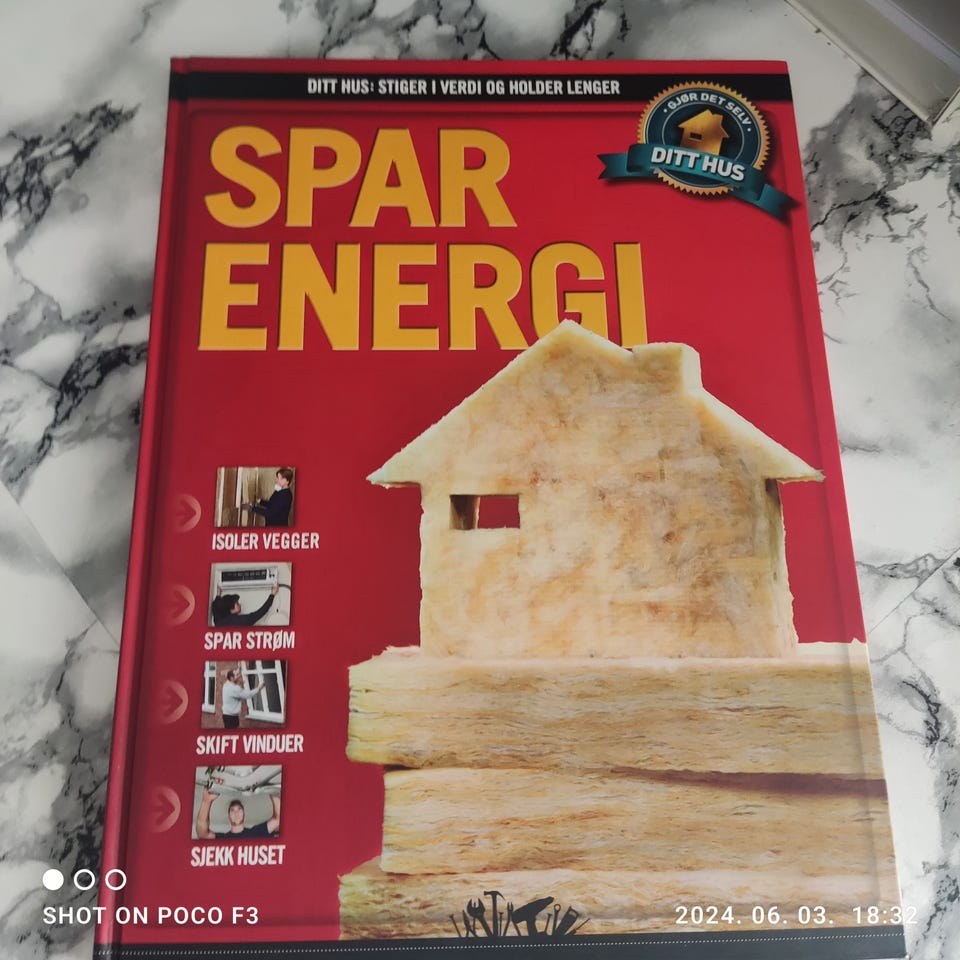 DITT HUS: STIGER I VERDI OG HOLDER LENGER
· GJØR DET SELV ·
DITT HUS
SPAR
ENERGI
ISOLER VEGGER
SPAR STRØM
SKIFT VINDUER
SJEKK HUSET
SHOT ON POCO F3
2024. 06. 03. 18:32